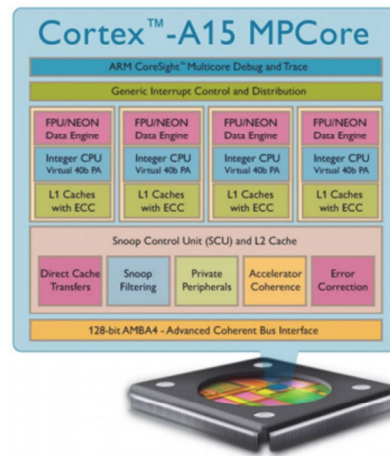 Cortex™-A15 MPCore
ARM CoreSight™ Multicore Debug and Trace
Generic Interrupt Control and Distribution
FPU/NEON
Data Engine
Integer CPU
Virtual 40b PA
L1 Caches
with ECC
FPU/NEON
Data Engine
Integer CPU
Virtual 40b PA
L1 Caches
with ECC
FPU/NEON
Data Engine
Integer CPU
Virtual 40b PA
L1 Caches
with ECC
FPU/NEON
Data Engine
Integer CPU
Virtual 40b PA
L1 Caches
with ECC
Snoop Control Unit (SCU) and L2 Cache
Direct Cache
Transfers
Snoop
Filtering
Private
Peripherals
Accelerator
Coherence
Error
Correction
128-bit AMBA4 - Advanced Coherent Bus Interface